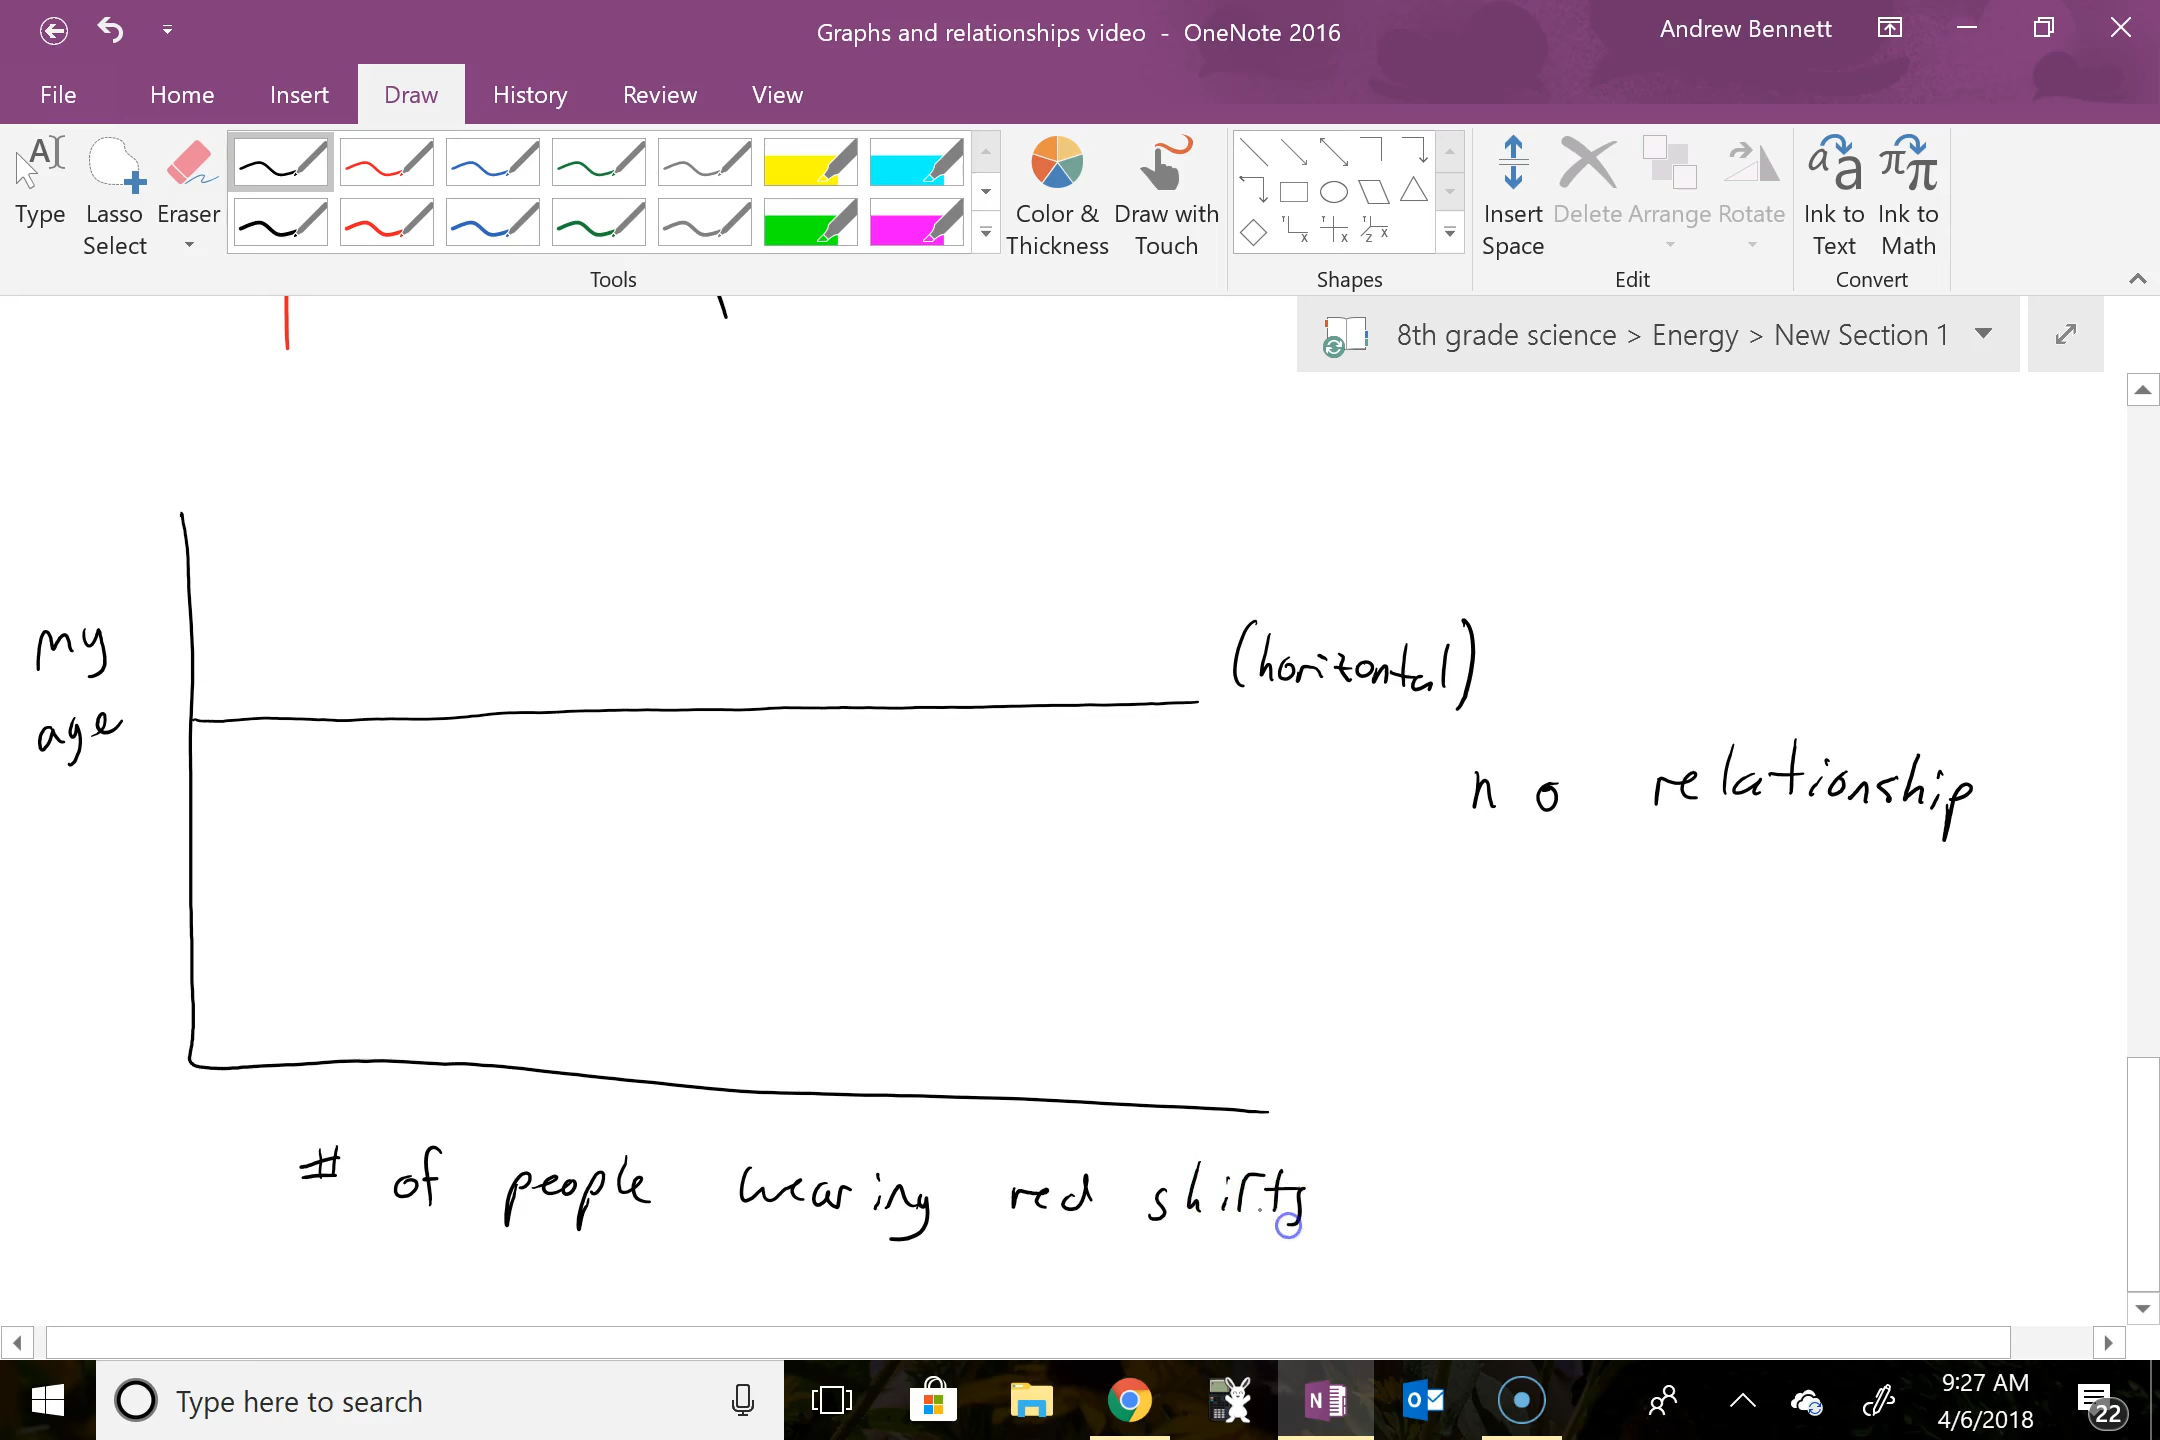 Graphs and relationships video - OneNote 2016
Andrew Bennett
File Home Insert Draw History Review View
Type
Lasso Select
Eraser
Color & Thickness
Draw with Touch
Insert Space
Delete
Arrange
Rotate
Ink to Text
Ink to Math
Tools
Shapes
Edit
Convert
8th grade science > Energy > New Section 1
my
age
(horizontal)
no relationship
# of people wearing red shirts
Type here to search
9:27 AM
4/6/2018
22